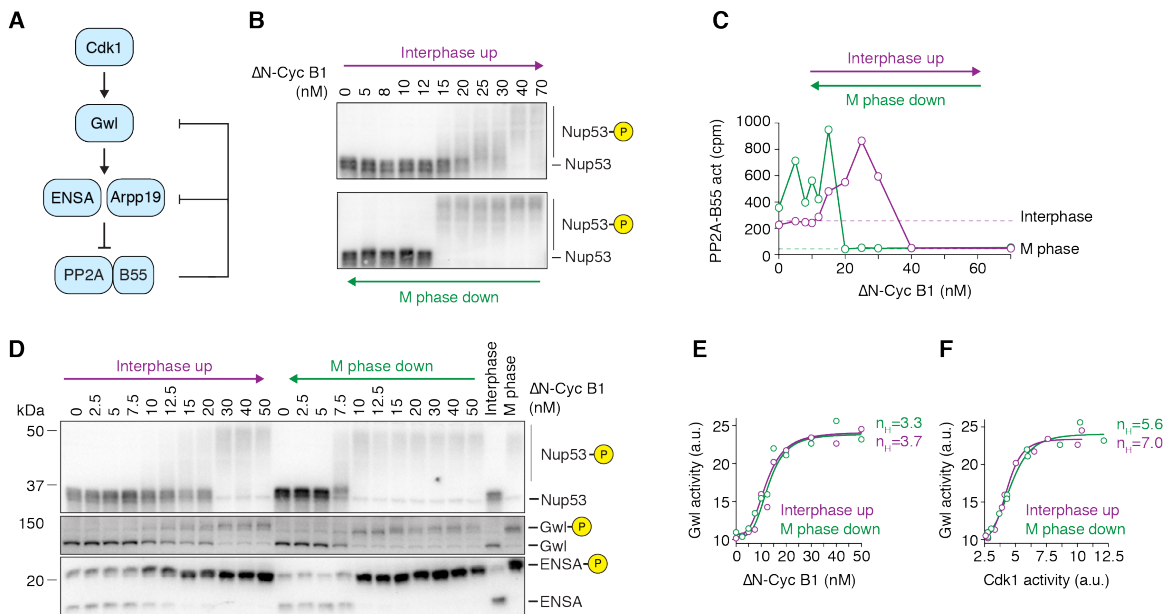 A
Cdk1
Gwl
ENSA Arpp19
PP2A B55
B
Interphase up
ΔN-Cyc B1
(nM)
0 5 8 10 12 15 20 25 30 40 70
Nup53-P
Nup53
Nup53-P
Nup53
M phase down
C
Interphase up
M phase down
PP2A-B55 act (cpm)
1000
800
600
400
200
0
Interphase
M phase
0 20 40 60
ΔN-Cyc B1 (nM)
D
Interphase up
M phase down
Interphase
M phase
ΔN-Cyc B1
(nM)
kDa
0 2.5 5 7.5 10 12.5 15 20 30 40 50
0 2.5 5 7.5 10 12.5 15 20 30 40 50
50
37
Nup53-P
Nup53
150
Gwl-P
Gwl
20
ENSA-P
ENSA
E
Gwl activity (a.u.)
25
20
15
10
nH=3.3
nH=3.7
Interphase up
M phase down
0 10 20 30 40 50
ΔN-Cyc B1 (nM)
F
Gwl activity (a.u.)
25
20
15
10
nH=5.6
nH=7.0
Interphase up
M phase down
2.5 5 7.5 10 12.5
Cdk1 activity (a.u.)